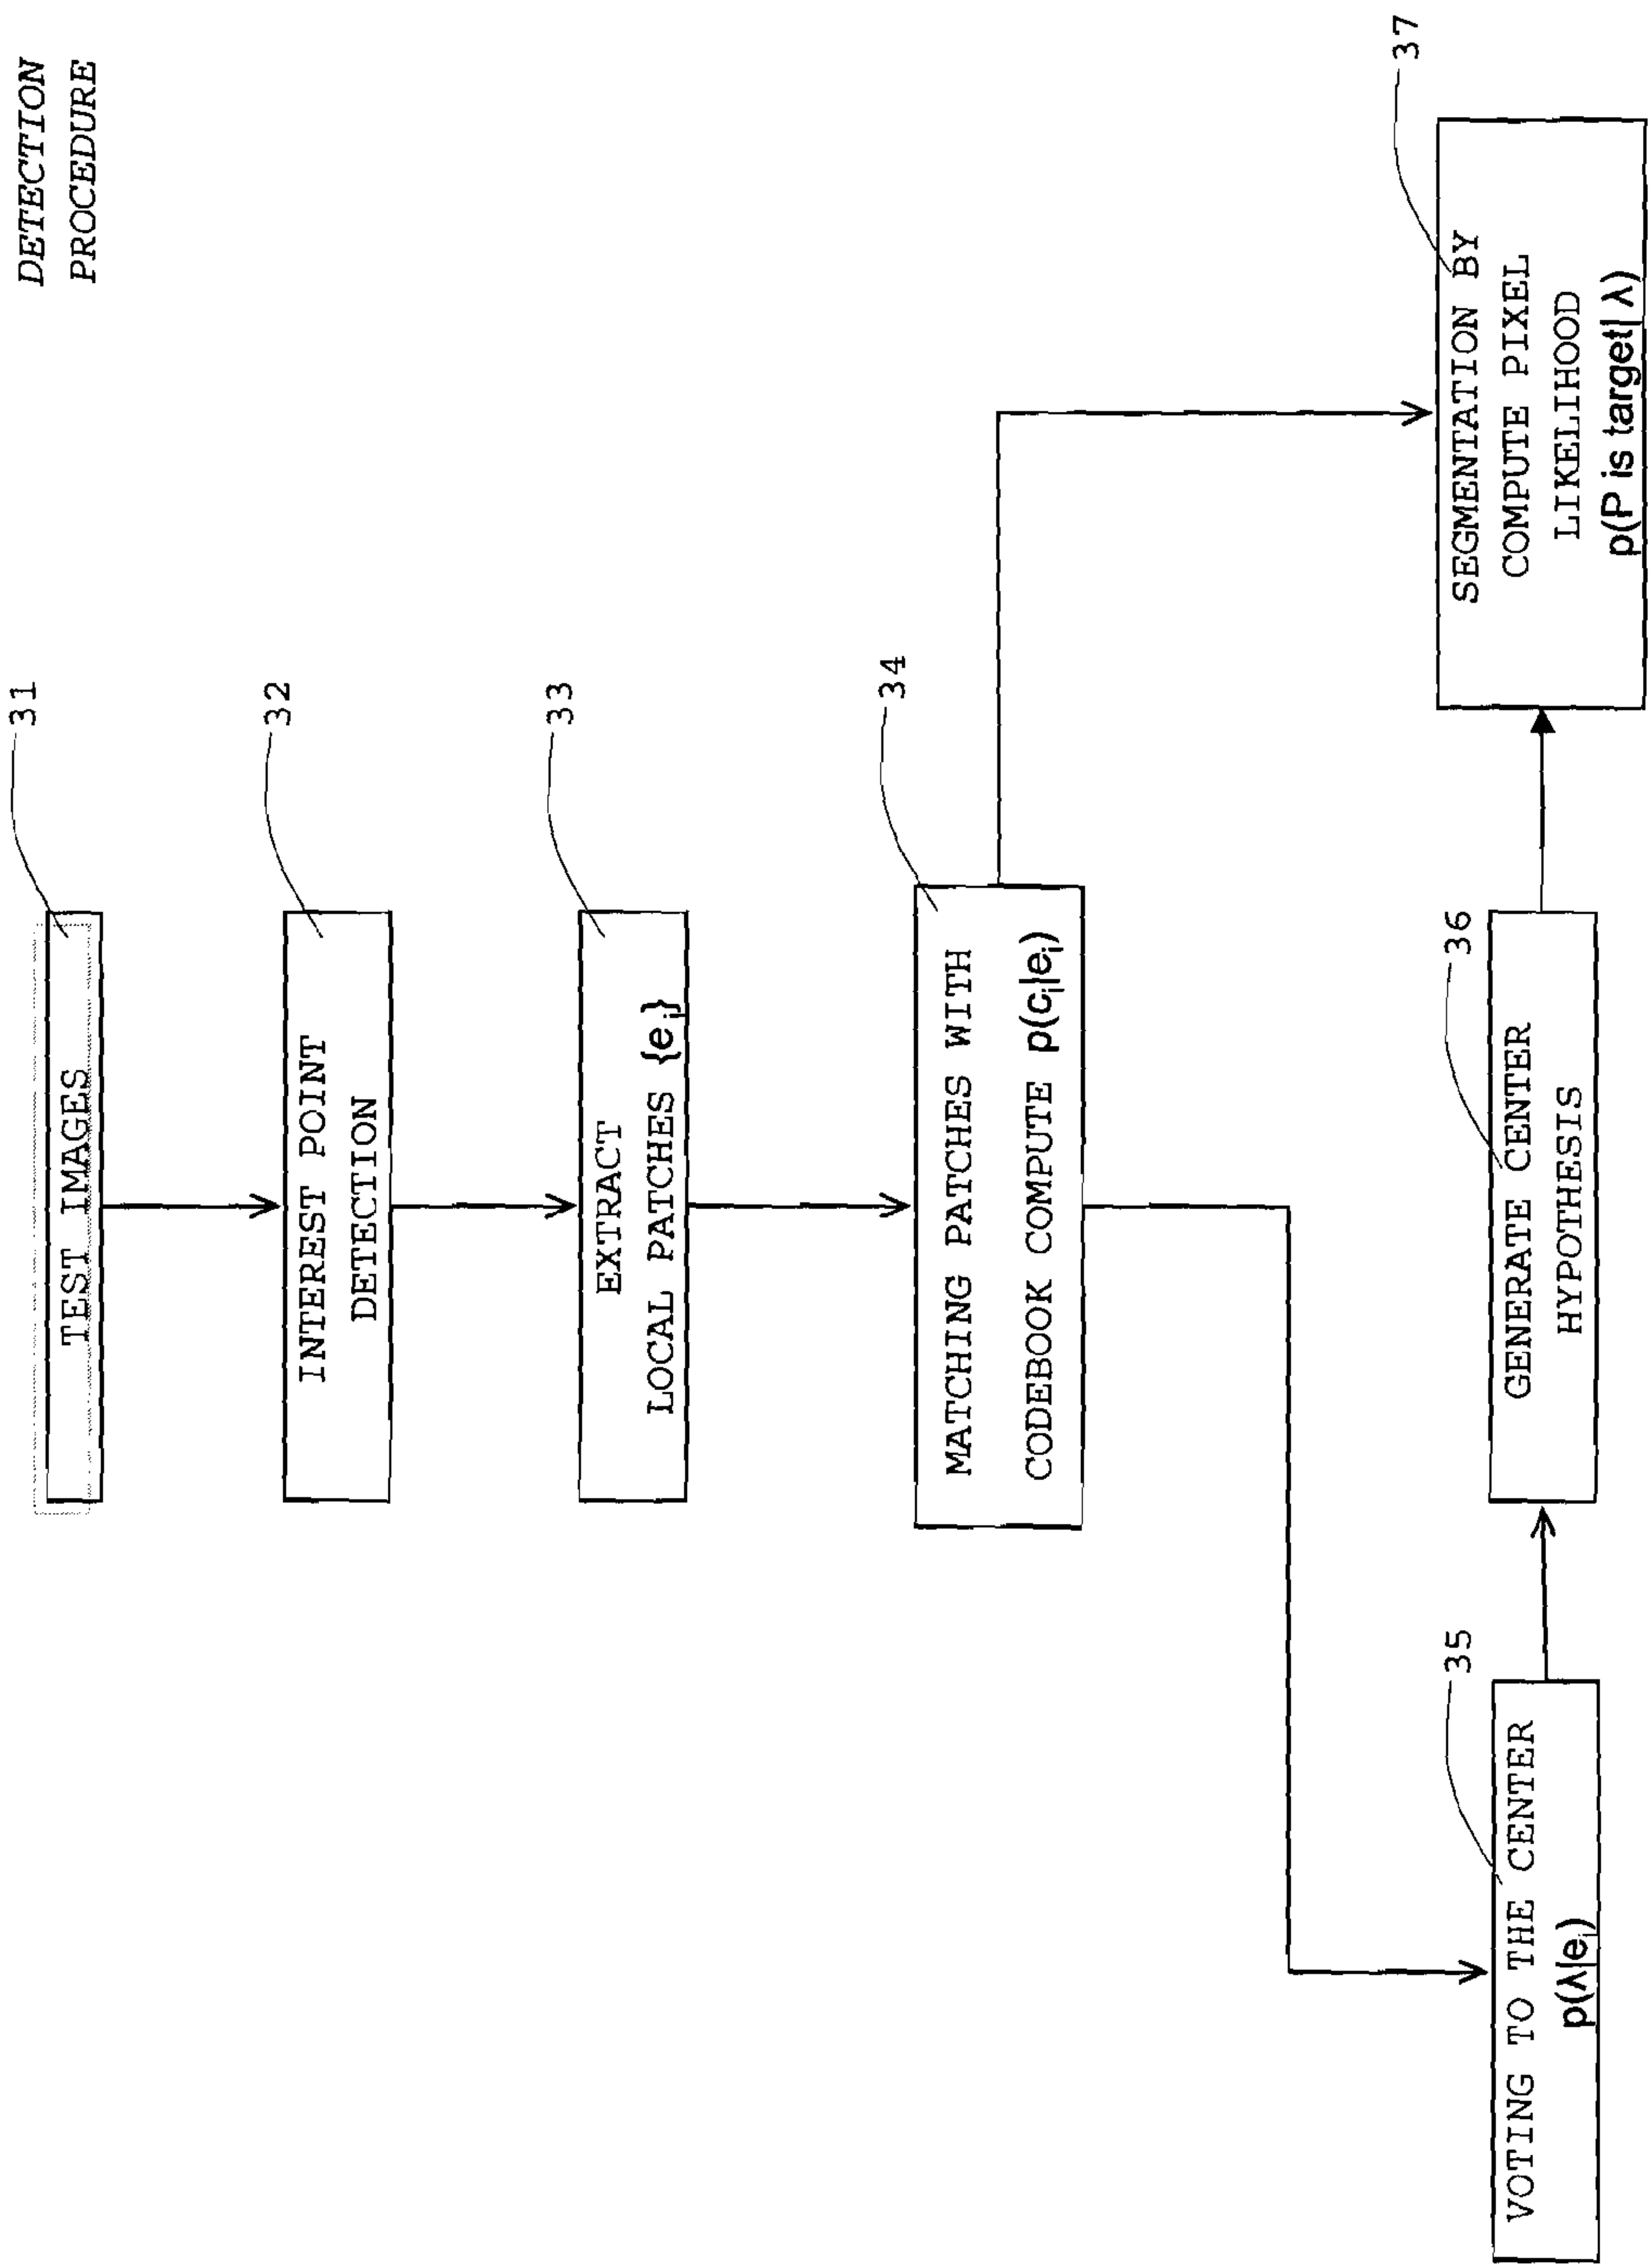 DETECTION
PROCEDURE
31
TEST IMAGES
32
INTEREST POINT
DETECTION
33
EXTRACT
LOCAL PATCHES {eᵢ}
34
MATCHING PATCHES WITH
CODEBOOK COMPUTE p(cᵢ|eᵢ)
35
VOTING TO THE CENTER
p(λ|eᵢ)
36
GENERATE CENTER
HYPOTHESIS
37
SEGMENTATION BY
COMPUTE PIXEL
LIKELIHOOD
p(P is target|λ)